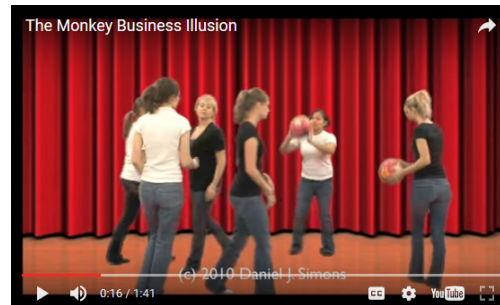 The Monkey Business Illusion
(c) 2010 Daniel J. Simons
0:16 / 1:41
CC
YouTube